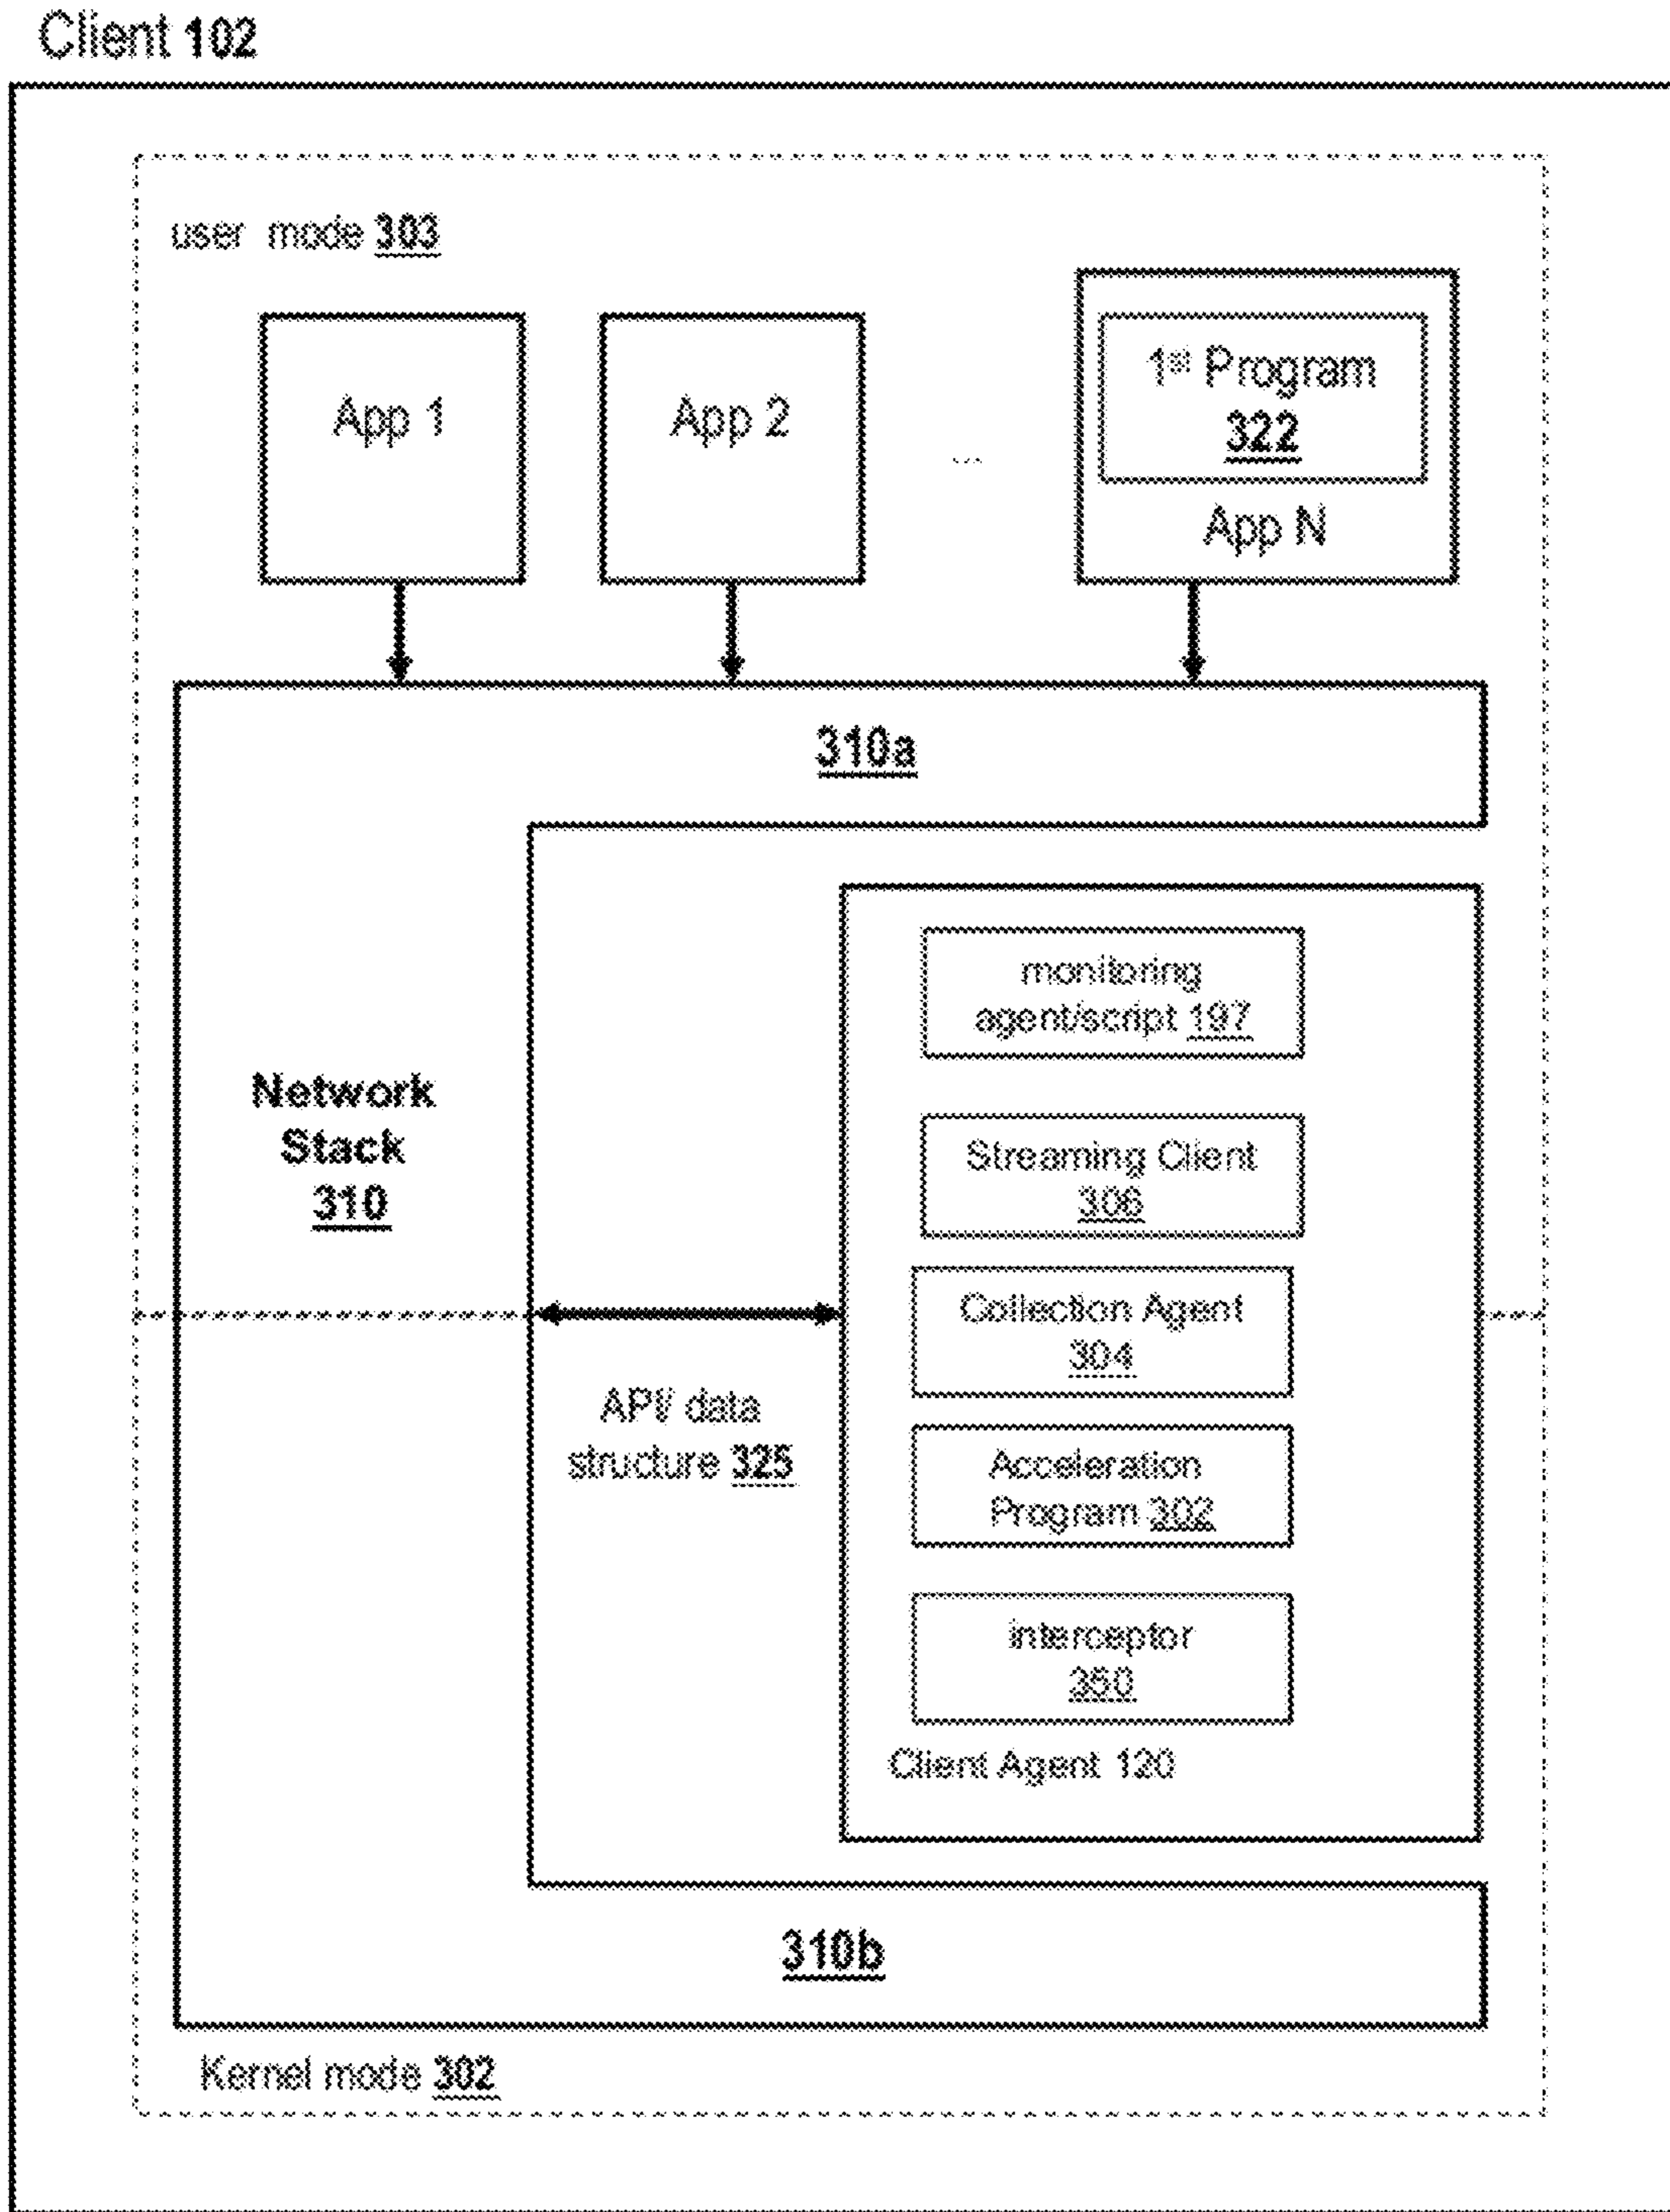 Client 102
user mode 303
App 1
App 2
...
1st Program
322
App N
310a
monitoring
agent/script 197
Network
Stack
310
Streaming Client
306
Collection Agent
304
API/ data
structure 325
Acceleration
Program 302
interceptor
350
Client Agent 120
310b
Kernel mode 302